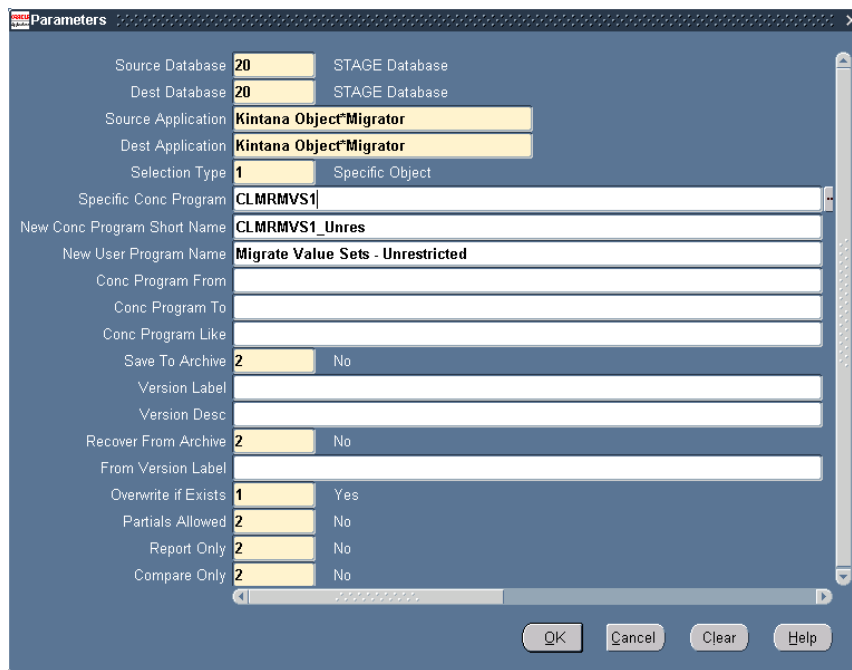 ORACLE Parameters
Source Database 20 STAGE Database
Dest Database 20 STAGE Database
Source Application Kintana Object*Migrator
Dest Application Kintana Object*Migrator
Selection Type 1 Specific Object
Specific Conc Program CLMRMVS1
New Conc Program Short Name CLMRMVS1_Unres
New User Program Name Migrate Value Sets - Unrestricted
Conc Program From
Conc Program To
Conc Program Like
Save To Archive 2 No
Version Label
Version Desc
Recover From Archive 2 No
From Version Label
Overwrite if Exists 1 Yes
Partials Allowed 2 No
Report Only 2 No
Compare Only 2 No
OK Cancel Clear Help